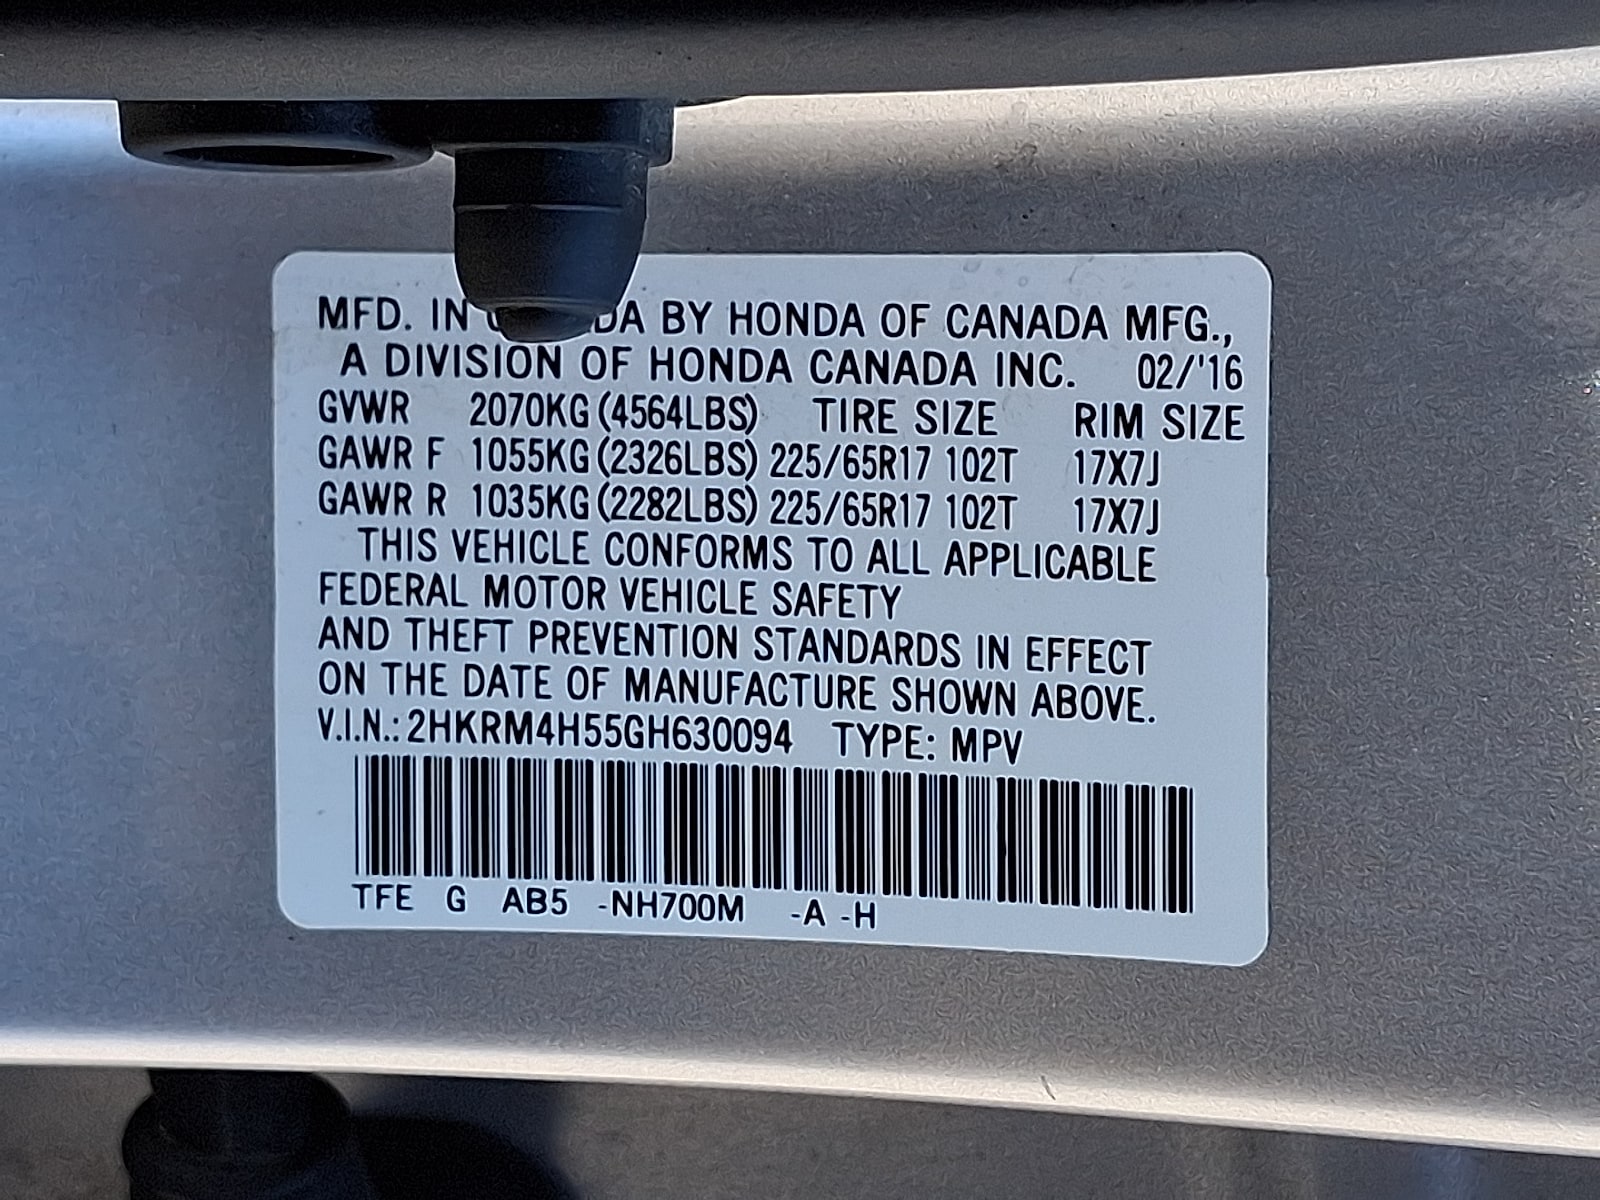 MFD. IN DA BY HONDA OF CANADA MFG.,
A DIVISION OF HONDA CANADA INC. 02/'16
GVWR 2070KG (4564LBS) TIRE SIZE RIM SIZE
GAWR F 1055KG (2326LBS) 225/65R17 102T 17X7J
GAWR R 1035KG (2282LBS) 225/65R17 102T 17X7J
THIS VEHICLE CONFORMS TO ALL APPLICABLE
FEDERAL MOTOR VEHICLE SAFETY
AND THEFT PREVENTION STANDARDS IN EFFECT
ON THE DATE OF MANUFACTURE SHOWN ABOVE.
V.I.N.: 2HKRM4H55GH630094 TYPE: MPV
TFE G AB5 -NH700M -A -H